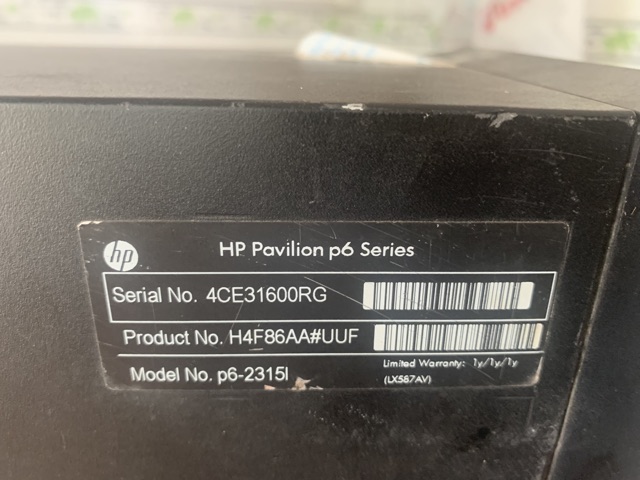 hp
HP Pavilion p6 Series
Serial No. 4CE31600RG
Product No. H4F86AA#UUF
Model No. p6-2315l
Limited Warranty: 1y/1y/1y
(LX587AV)